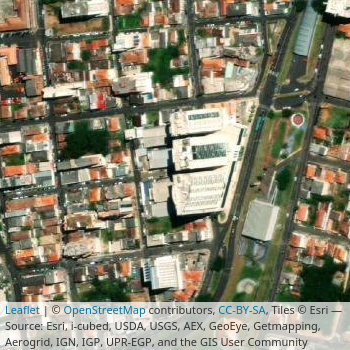 Leaflet | © OpenStreetMap contributors, CC-BY-SA, Tiles © Esri —
Source: Esri, i-cubed, USDA, USGS, AEX, GeoEye, Getmapping,
Aerogrid, IGN, IGP, UPR-EGP, and the GIS User Community